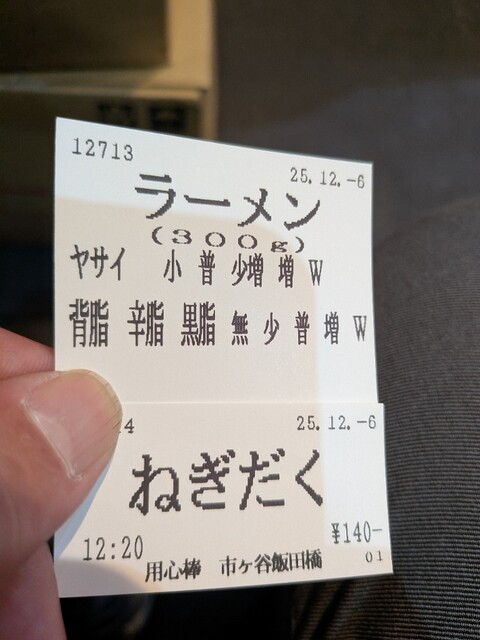 12713
25.12.-6
ラーメン
(300g)
ヤサイ 小 普 少増 増 W
背脂 辛脂 黒脂 無 少 普 増 W
4 25.12.-6
ねぎだく
¥140-
12:20
用心棒 市ヶ谷飯田橋 01